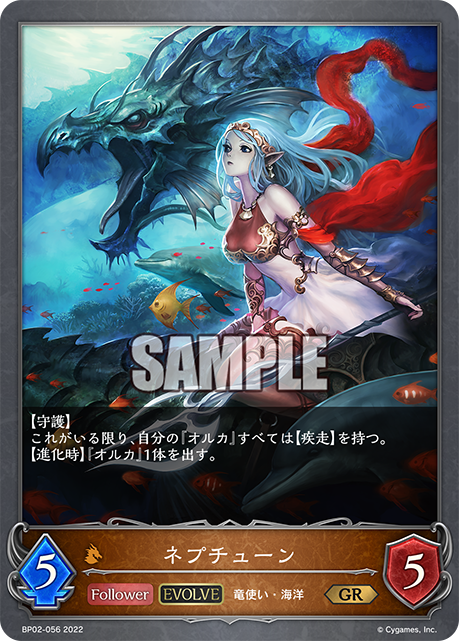 SAMPLE
【守護】
これがいる限り、自分の『オルカ』すべては【疾走】を持つ。
【進化時】『オルカ』1体を出す。
5
ネプチューン
5
Follower EVOLVE 竜使い・海洋 GR
BP02-056 2022
© Cygames, Inc.